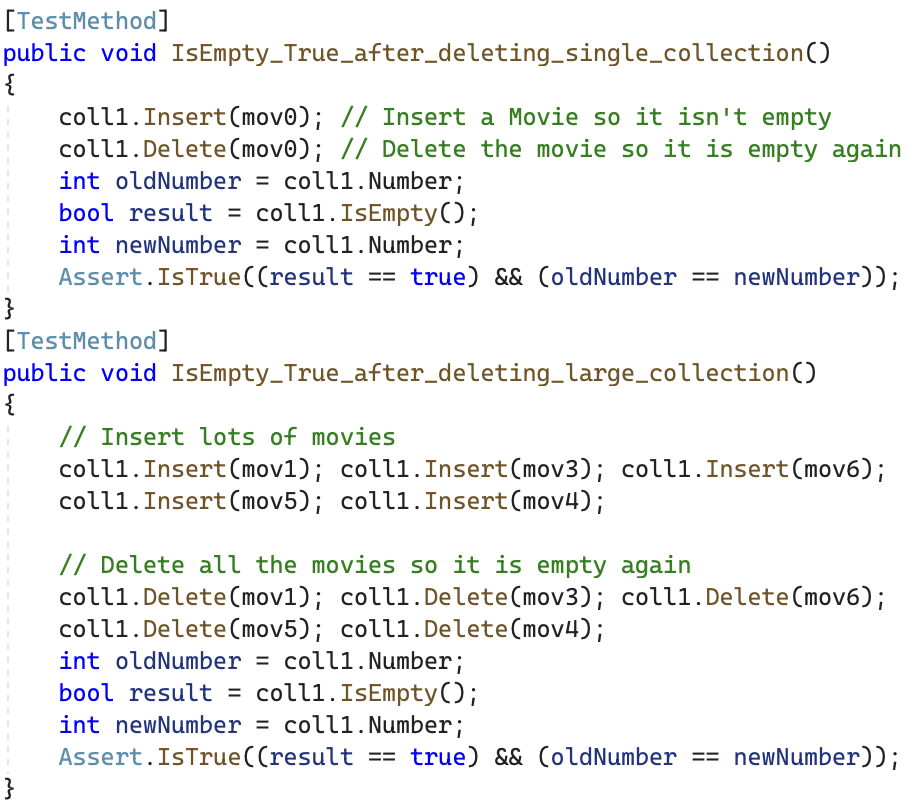 [TestMethod]
public void IsEmpty_True_after_deleting_single_collection()
{
    coll1.Insert(mov0); // Insert a Movie so it isn't empty
    coll1.Delete(mov0); // Delete the movie so it is empty again
    int oldNumber = coll1.Number;
    bool result = coll1.IsEmpty();
    int newNumber = coll1.Number;
    Assert.IsTrue((result == true) && (oldNumber == newNumber));
}
[TestMethod]
public void IsEmpty_True_after_deleting_large_collection()
{
    // Insert lots of movies
    coll1.Insert(mov1); coll1.Insert(mov3); coll1.Insert(mov6);
    coll1.Insert(mov5); coll1.Insert(mov4);

    // Delete all the movies so it is empty again
    coll1.Delete(mov1); coll1.Delete(mov3); coll1.Delete(mov6);
    coll1.Delete(mov5); coll1.Delete(mov4);
    int oldNumber = coll1.Number;
    bool result = coll1.IsEmpty();
    int newNumber = coll1.Number;
    Assert.IsTrue((result == true) && (oldNumber == newNumber));
}